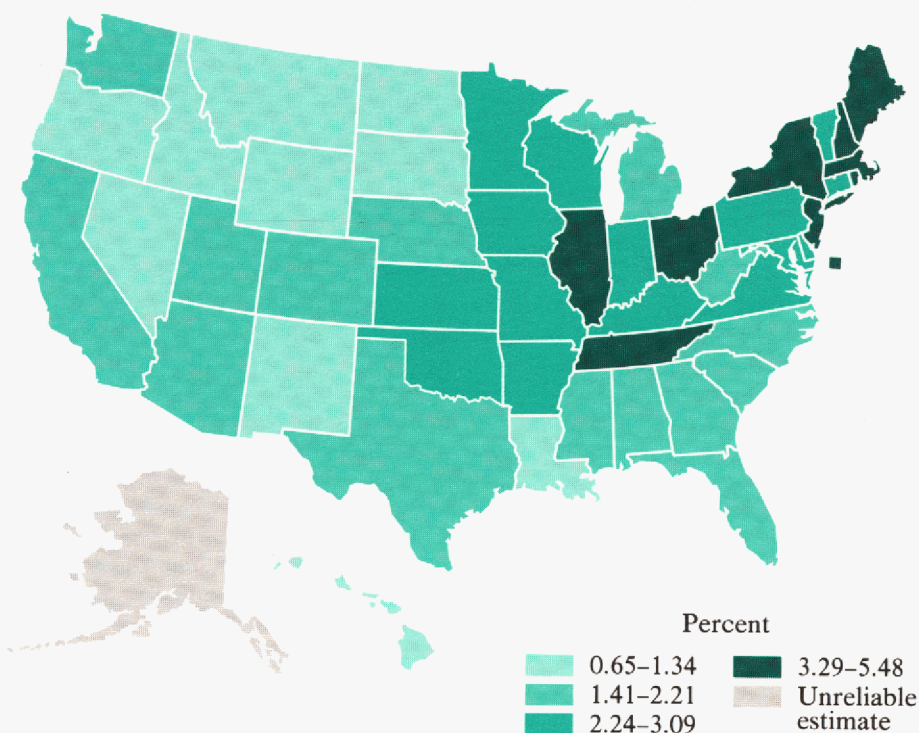 Percent
0.65–1.34
1.41–2.21
2.24–3.09
3.29–5.48
Unreliable
estimate